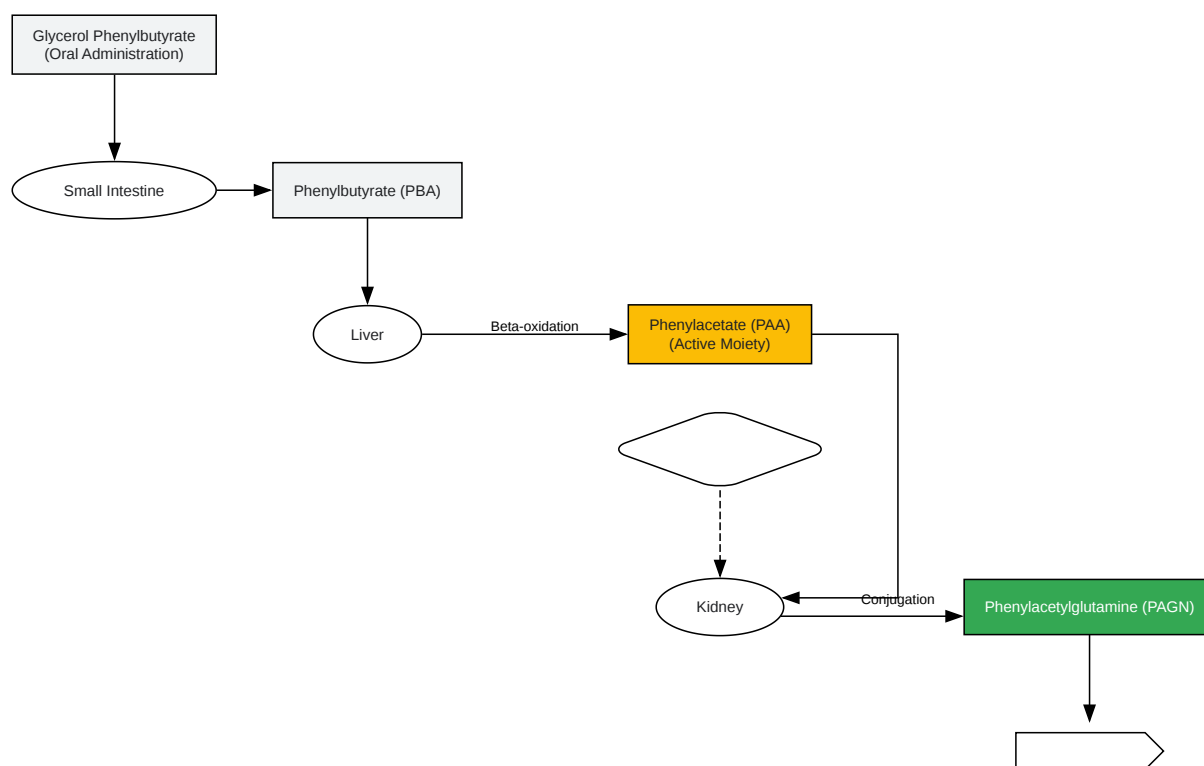 Glycerol Phenylbutyrate
(Oral Administration)
Small Intestine
Phenylbutyrate (PBA)
Liver
Beta-oxidation
Phenylacetate (PAA)
(Active Moiety)
Kidney
Conjugation
Phenylacetylglutamine (PAGN)